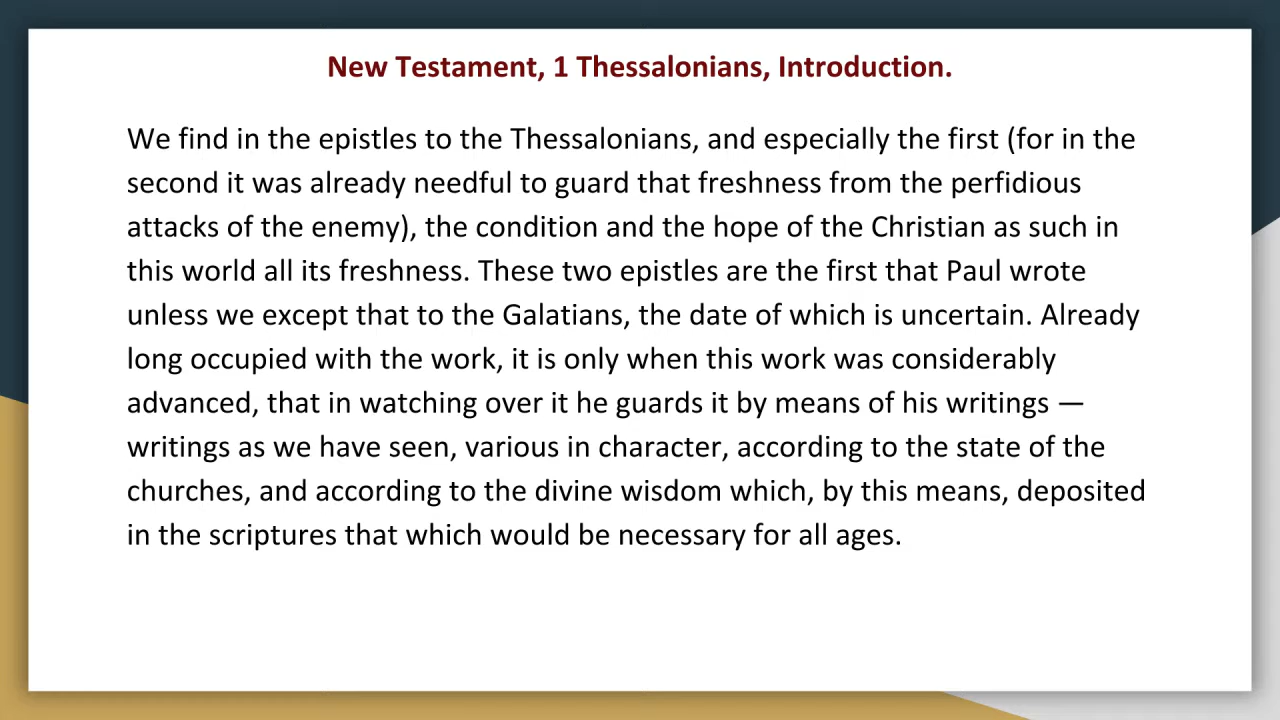 New Testament, 1 Thessalonians, Introduction.
We find in the epistles to the Thessalonians, and especially the first (for in the
second it was already needful to guard that freshness from the perfidious
attacks of the enemy), the condition and the hope of the Christian as such in
this world all its freshness. These two epistles are the first that Paul wrote
unless we except that to the Galatians, the date of which is uncertain. Already
long occupied with the work, it is only when this work was considerably
advanced, that in watching over it he guards it by means of his writings —
writings as we have seen, various in character, according to the state of the
churches, and according to the divine wisdom which, by this means, deposited
in the scriptures that which would be necessary for all ages.